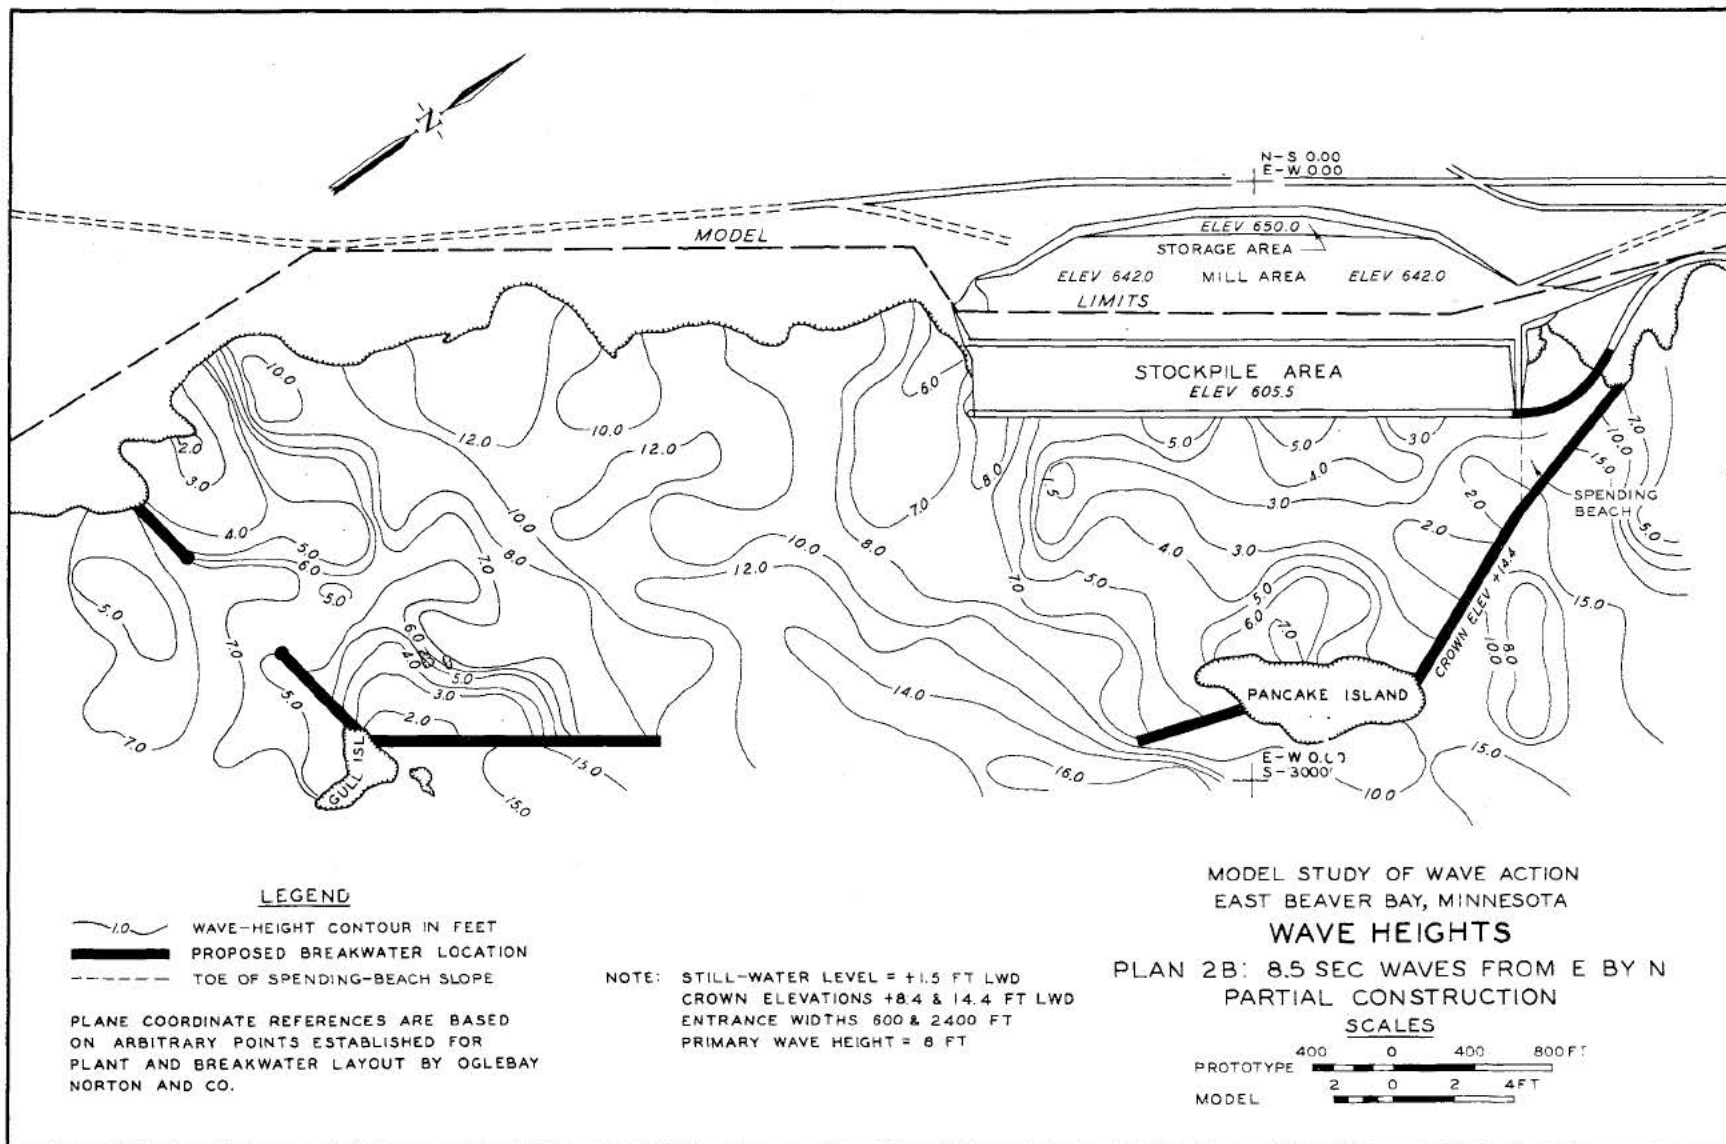 N
N-S 0.00
E-W 0.00
MODEL
ELEV 650.0
STORAGE AREA
ELEV 642.0 MILL AREA ELEV 642.0
LIMITS
STOCKPILE AREA
ELEV 605.5
10.0
6.0
12.0
10.0
12.0
5.0
5.0
3.0
7.0
10.0
15.0
2.0
3.0
8.0
1.5
4.0
3.0
2.0
SPENDING
BEACH
7.0
2.0
5.0
4.0
5.0
6.0
10.0
8.0
7.0
10.0
12.0
8.0
4.0
3.0
7.0
5.0
5.0
5.0
5.0
6.0
7.0
15.0
10.0
8.0
CROWN ELEV +14.4
7.0
6.0
4.0
5.0
3.0
2.0
5.0
7.0
14.0
PANCAKE ISLAND
GULL ISL
15.0
15.0
16.0
E-W 0.00
S-3000
15.0
10.0
LEGEND
1.0 WAVE-HEIGHT CONTOUR IN FEET
PROPOSED BREAKWATER LOCATION
TOE OF SPENDING-BEACH SLOPE
PLANE COORDINATE REFERENCES ARE BASED
ON ARBITRARY POINTS ESTABLISHED FOR
PLANT AND BREAKWATER LAYOUT BY OGLEBAY
NORTON AND CO.
NOTE: STILL-WATER LEVEL = +1.5 FT LWD
CROWN ELEVATIONS +8.4 & 14.4 FT LWD
ENTRANCE WIDTHS 600 & 2400 FT
PRIMARY WAVE HEIGHT = 8 FT
MODEL STUDY OF WAVE ACTION
EAST BEAVER BAY, MINNESOTA
WAVE HEIGHTS
PLAN 2B: 8.5 SEC WAVES FROM E BY N
PARTIAL CONSTRUCTION
SCALES
PROTOTYPE 400 0 400 800 FT
MODEL 2 0 2 4 FT